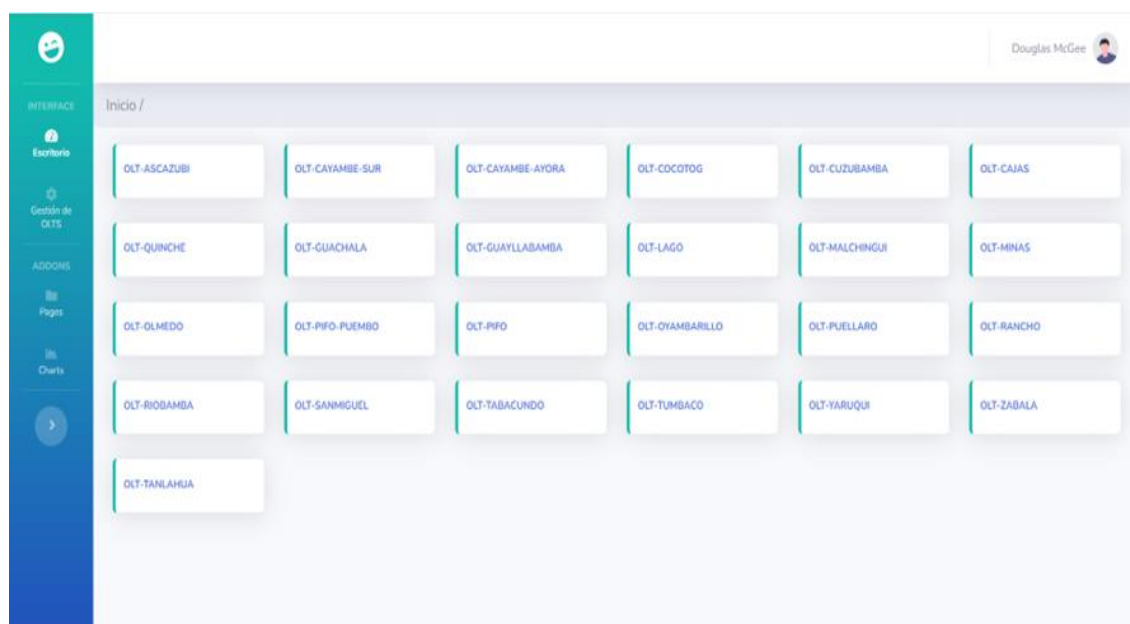 Douglas McGee
INTERFACE
Inicio /
Escritorio
Gestión de
OLTS
ADDONS
Pages
Charts
OLT-ASCAZUBI
OLT-CAYAMBE-SUR
OLT-CAYAMBE-AYORA
OLT-COCOTOG
OLT-CUZUBAMBA
OLT-CAJAS
OLT-QUINCHE
OLT-GUACHALA
OLT-GUAYLLABAMBA
OLT-LAGO
OLT-MALCHINGUI
OLT-MINAS
OLT-OLMEDO
OLT-PIFO-PUEMBO
OLT-PIFO
OLT-OYAMBARILLO
OLT-PUELLARO
OLT-RANCHO
OLT-RIOBAMBA
OLT-SANMIGUEL
OLT-TABACUNDO
OLT-TUMBACO
OLT-YARUQUI
OLT-ZABALA
OLT-TANLAHUA